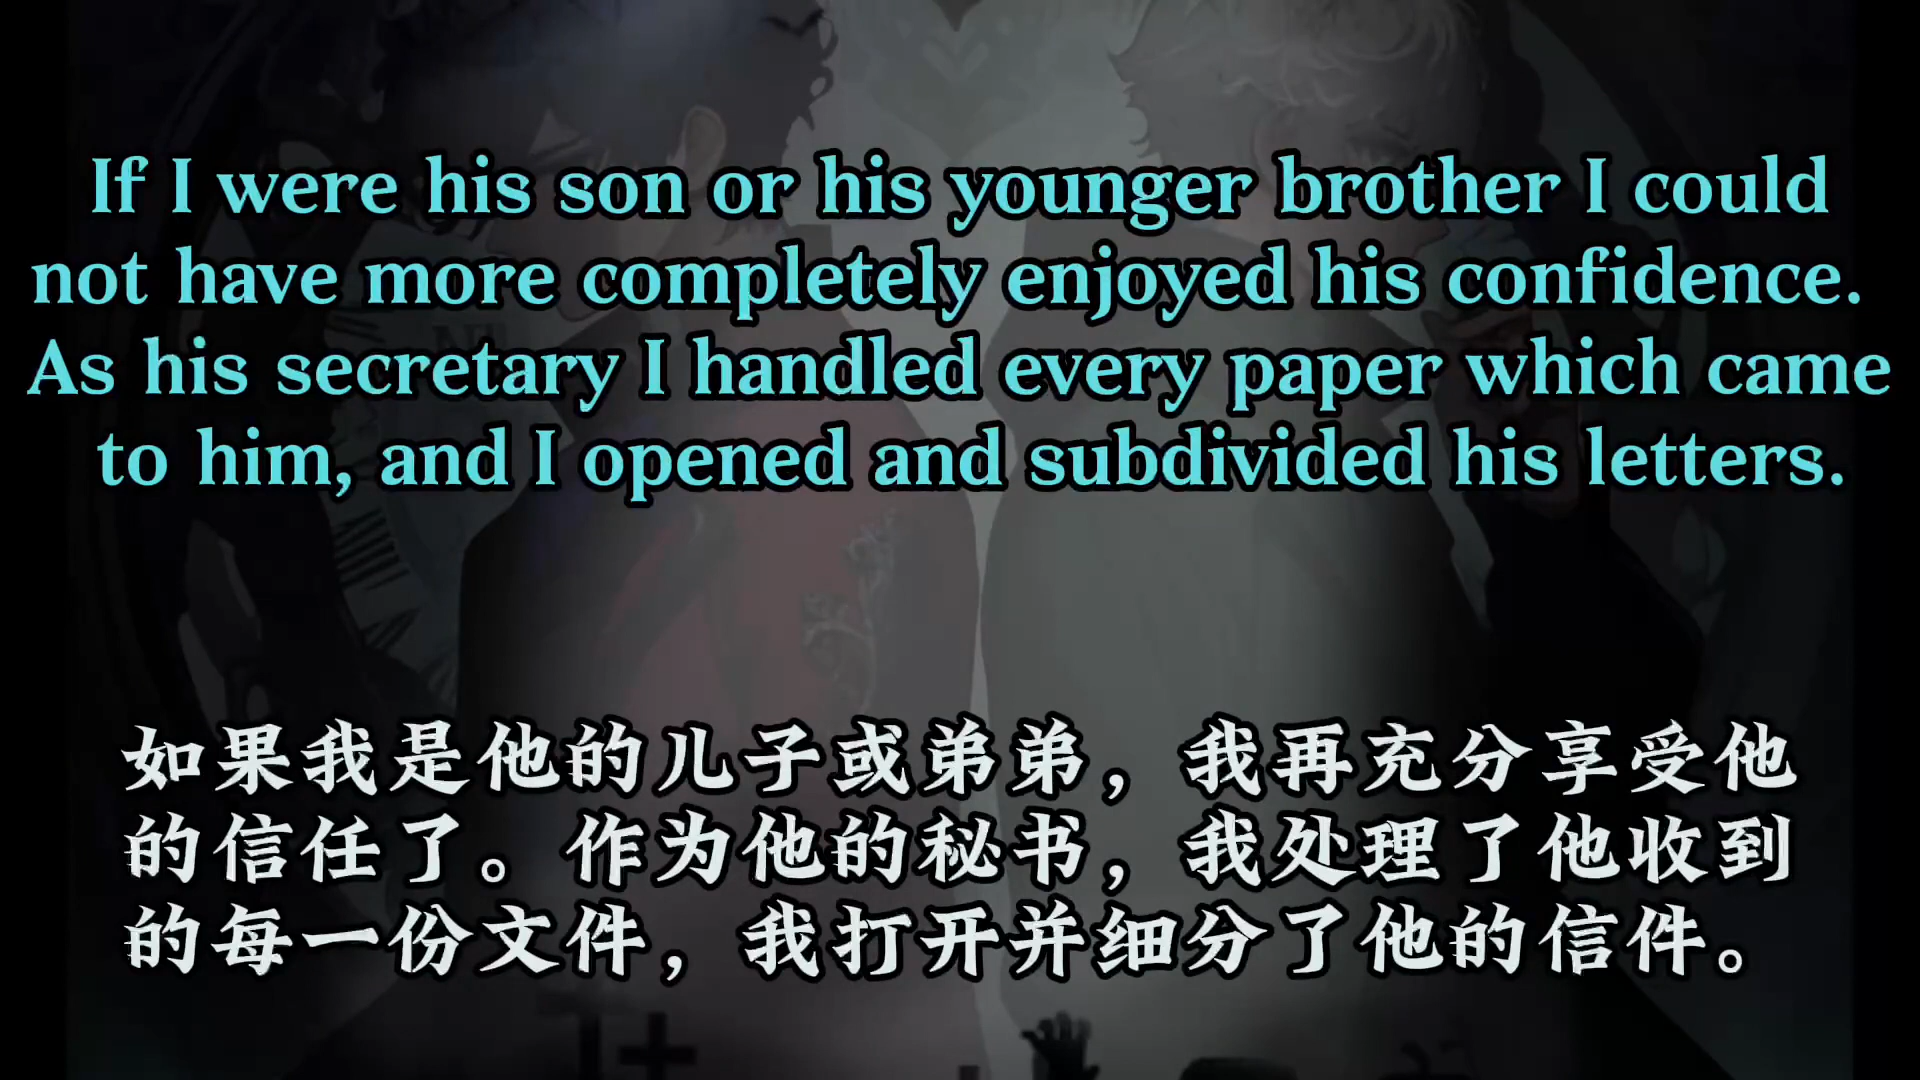 If I were his son or his younger brother I could
not have more completely enjoyed his confidence.
As his secretary I handled every paper which came
to him, and I opened and subdivided his letters.
如果我是他的儿子或弟弟，我再充分享受他
的信任了。作为他的秘书，我处理了他收到
的每一份文件，我打开并细分了他的信件。